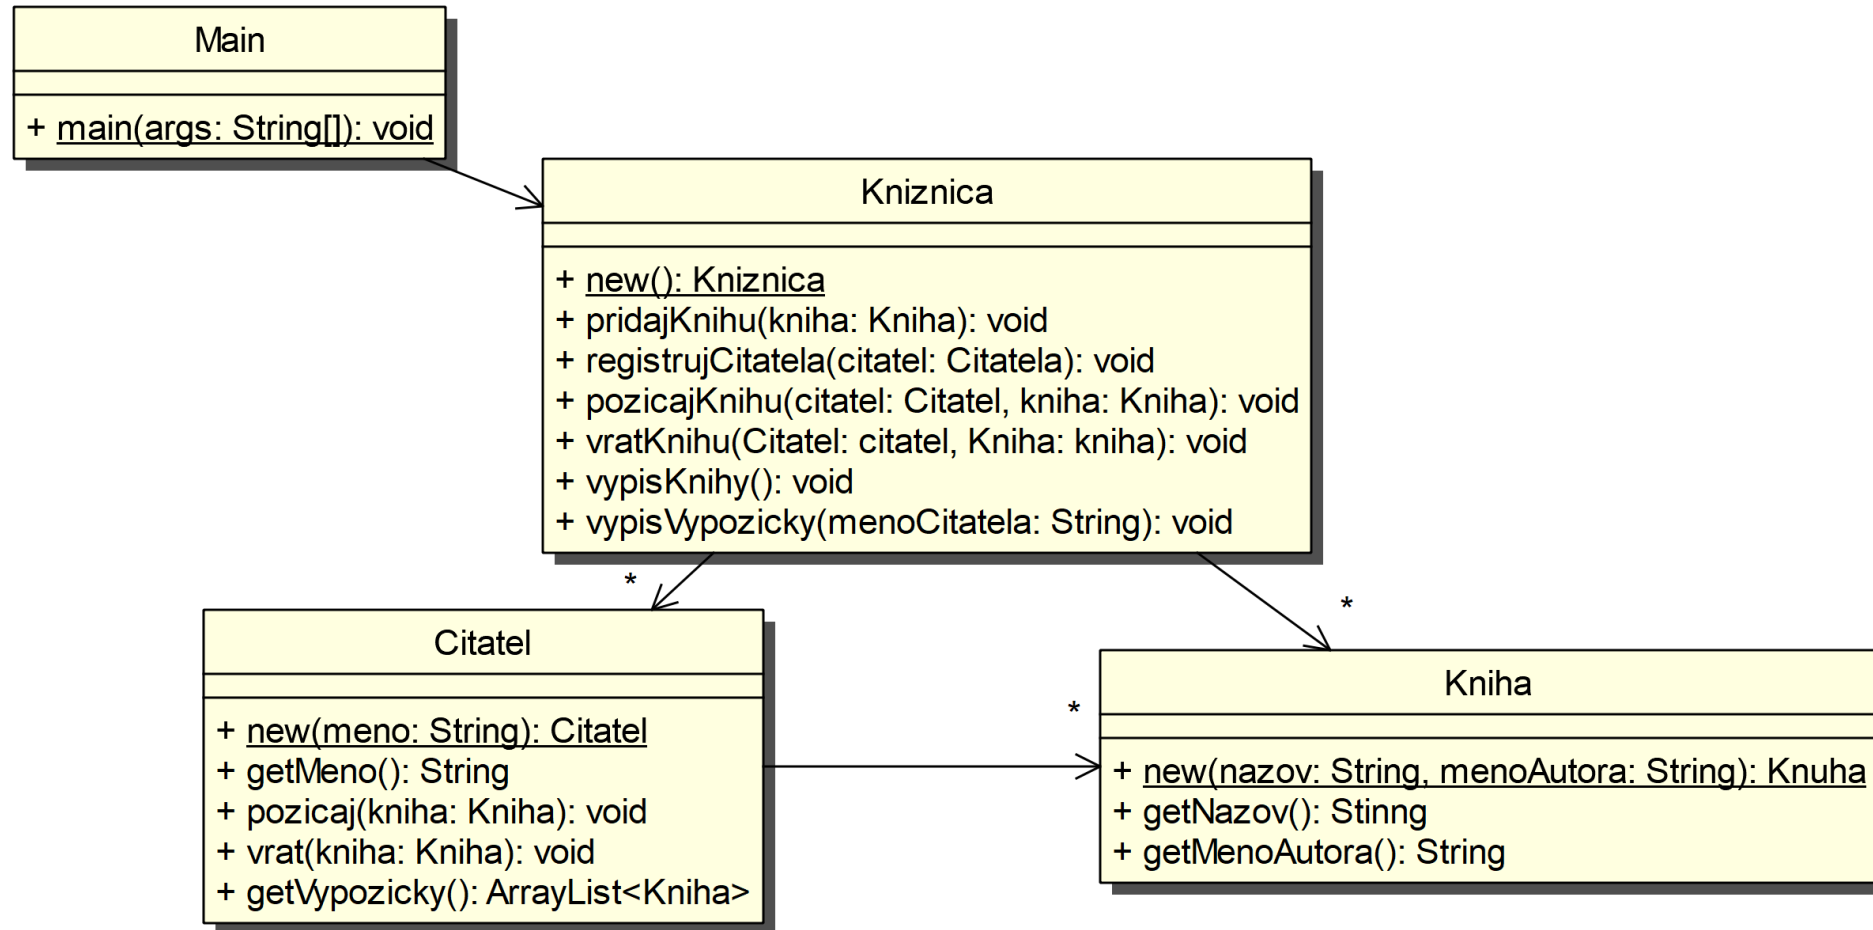 Main
+ main(args: String[]): void
Kniznica
+ new(): Kniznica
+ pridajKnihu(kniha: Kniha): void
+ registrujCitatela(citatel: Citatela): void
+ pozicajKnihu(citatel: Citatel, kniha: Kniha): void
+ vratKnihu(Citatel: citatel, Kniha: kniha): void
+ vypisKnihy(): void
+ vypisVypozicky(menoCitatela: String): void
*
*
Citatel
+ new(meno: String): Citatel
+ getMeno(): String
+ pozicaj(kniha: Kniha): void
+ vrat(kniha: Kniha): void
+ getVypozicky(): ArrayList<Kniha>
*
Kniha
+ new(nazov: String, menoAutora: String): Knuha
+ getNazov(): Stinng
+ getMenoAutora(): String